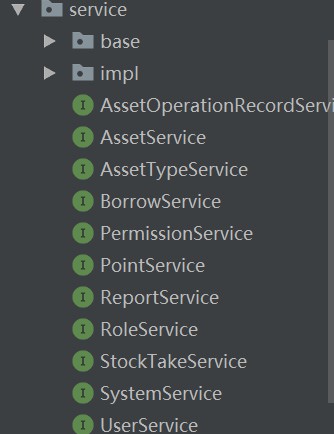 service
base
impl
AssetOperationRecordServi
AssetService
AssetTypeService
BorrowService
PermissionService
PointService
ReportService
RoleService
StockTakeService
SystemService
UserService